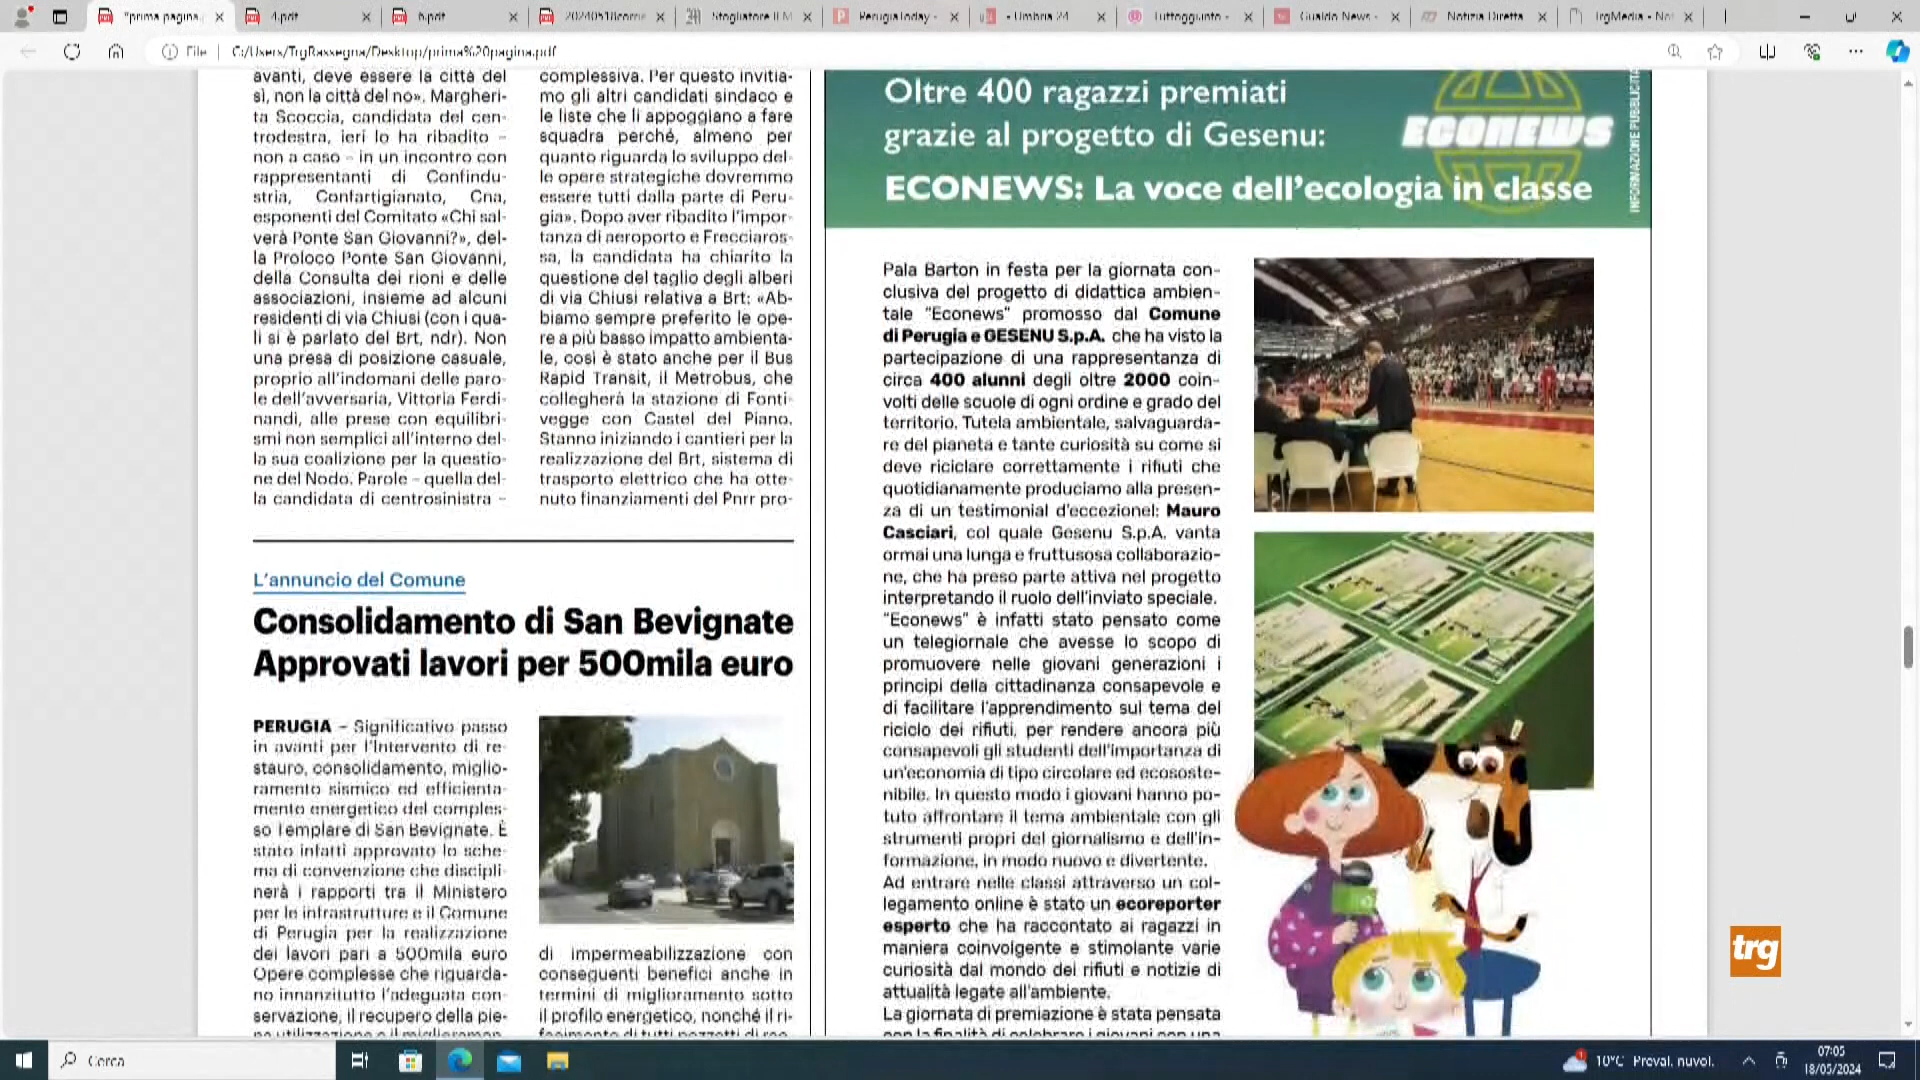 "prima pagina.
4.pdf
6.pdf
20240518corrie
Sfogliatore Il M
PerugiaToday -
- Umbria 24
Tuttoggi.info -
Gualdo News -
Notizia Diretta
TrgMedia - Not
File
C:/Users/TrgRassegna/Desktop/prima%20pagina.pdf
avanti, deve essere la città del
sì, non la città del no». Margheri-
ta Scoccia, candidata del cen-
trodestra, ieri lo ha ribadito –
non a caso – in un incontro con
rappresentanti di Confindu-
stria, Confartigianato, Cna,
esponenti del Comitato «Chi sal-
verà Ponte San Giovanni?», del-
la Proloco Ponte San Giovanni,
della Consulta dei rioni e delle
associazioni, insieme ad alcuni
residenti di via Chiusi (con i qua-
li si è parlato del Brt, ndr). Non
una presa di posizione casuale,
proprio all'indomani delle paro-
le dell'avversaria, Vittoria Ferdi-
nandi, alle prese con equilibri-
smi non semplici all'interno del-
la sua coalizione per la questio-
ne del Nodo. Parole – quella del-
la candidata di centrosinistra –
complessiva. Per questo invitia-
mo gli altri candidati sindaco e
le liste che li appoggiano a fare
squadra perché, almeno per
quanto riguarda lo sviluppo del-
le opere strategiche dovremmo
essere tutti dalla parte di Peru-
gia». Dopo aver ribadito l'impor-
tanza di aeroporto e Frecciaros-
sa, la candidata ha chiarito la
questione del taglio degli alberi
di via Chiusi relativa a Brt: «Ab-
biamo sempre preferito le ope-
re a più basso impatto ambienta-
le, così è stato anche per il Bus
Rapid Transit, il Metrobus, che
collegherà la stazione di Fonti-
vegge con Castel del Piano.
Stanno iniziando i cantieri per la
realizzazione del Brt, sistema di
trasporto elettrico che ha otte-
nuto finanziamenti del Pnrr pro-
L'annuncio del Comune
Consolidamento di San Bevignate
Approvati lavori per 500mila euro
PERUGIA – Significativo passo
in avanti per l'Intervento di re-
stauro, consolidamento, miglio-
ramento sismico ed efficienta-
mento energetico del comples-
so Templare di San Bevignate. È
stato infatti approvato lo sche-
ma di convenzione che discipli-
nerà i rapporti tra il Ministero
per le infrastrutture e il Comune
di Perugia per la realizzazione
dei lavori pari a 500mila euro
Opere complesse che riguarda-
no innanzitutto l'adeguata con-
servazione, il recupero della pie-
na utilizzazione e il miglioramen-
di impermeabilizzazione con
conseguenti benefici anche in
termini di miglioramento sotto
il profilo energetico, nonché il ri-
facimento di tutti pozzetti di rac-
Oltre 400 ragazzi premiati
grazie al progetto di Gesenu:
ECONEWS: La voce dell'ecologia in classe
ECONEWS
INFORMAZIONE PUBBLICITA
Pala Barton in festa per la giornata con-
clusiva del progetto di didattica ambien-
tale "Econews" promosso dal Comune
di Perugia e GESENU S.p.A. che ha visto la
partecipazione di una rappresentanza di
circa 400 alunni degli oltre 2000 coin-
volti delle scuole di ogni ordine e grado del
territorio. Tutela ambientale, salvaguarda-
re del pianeta e tante curiosità su come si
deve riciclare correttamente i rifiuti che
quotidianamente produciamo alla presen-
za di un testimonial d'eccezionel: Mauro
Casciari, col quale Gesenu S.p.A. vanta
ormai una lunga e fruttusosa collaborazio-
ne, che ha preso parte attiva nel progetto
interpretando il ruolo dell'inviato speciale.
"Econews" è infatti stato pensato come
un telegiornale che avesse lo scopo di
promuovere nelle giovani generazioni i
principi della cittadinanza consapevole e
di facilitare l'apprendimento sul tema del
riciclo dei rifiuti, per rendere ancora più
consapevoli gli studenti dell'importanza di
un'economia di tipo circolare ed ecososte-
nibile. In questo modo i giovani hanno po-
tuto affrontare il tema ambientale con gli
strumenti propri del giornalismo e dell'in-
formazione, in modo nuovo e divertente.
Ad entrare nelle classi attraverso un col-
legamento online è stato un ecoreporter
esperto che ha raccontato ai ragazzi in
maniera coinvolgente e stimolante varie
curiosità dal mondo dei rifiuti e notizie di
attualità legate all'ambiente.
La giornata di premiazione è stata pensata
con la finalità di celebrare i giovani con una
trg
Cerca
10°C Preval. nuvol.
07:05
18/05/2024